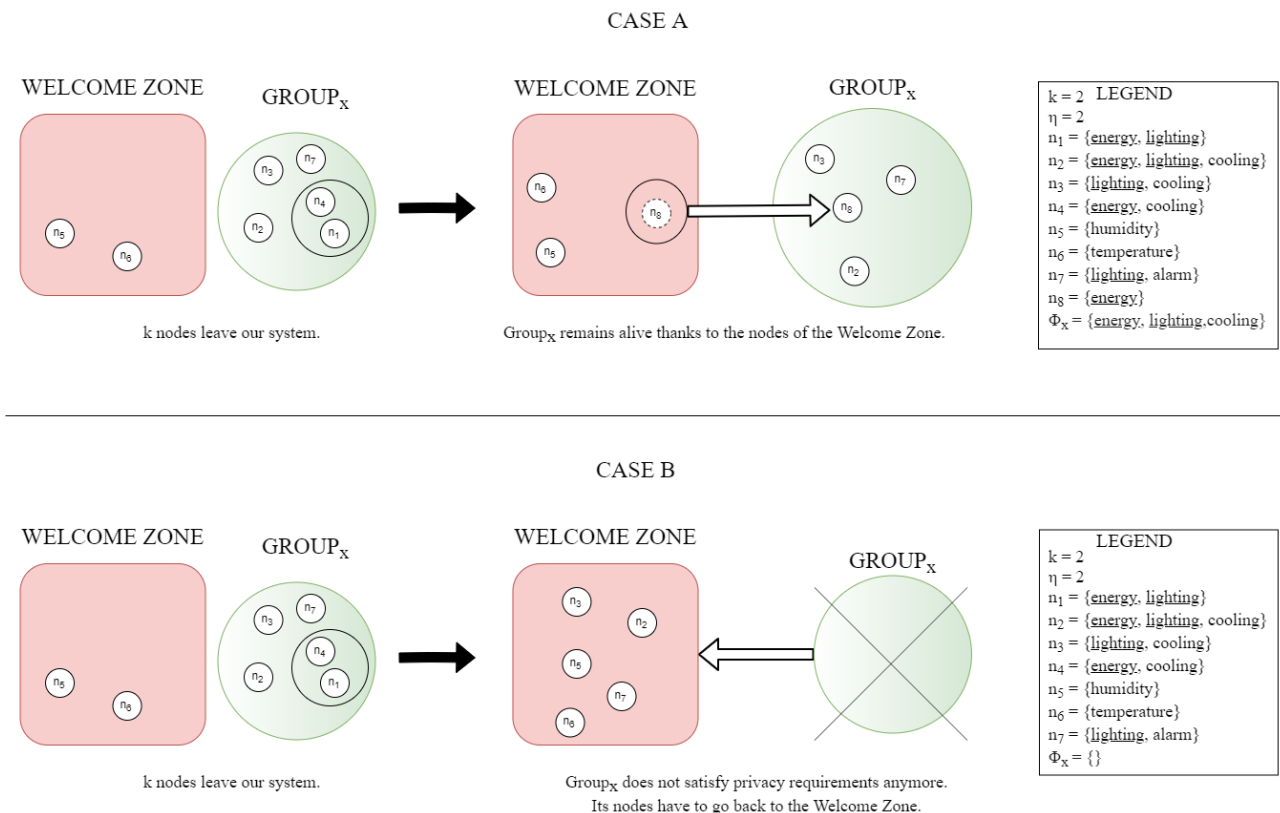 CASE A
WELCOME ZONE
GROUPx
WELCOME ZONE
GROUPx
n3
n7
n4
n2
n1
n5
n6
n6
n8
n5
n3
n7
n8
n2
k = 2 LEGEND
η = 2
n1 = {energy, lighting}
n2 = {energy, lighting, cooling}
n3 = {lighting, cooling}
n4 = {energy, cooling}
n5 = {humidity}
n6 = {temperature}
n7 = {lighting, alarm}
n8 = {energy}
Φx = {energy, lighting,cooling}
k nodes leave our system.
Groupx remains alive thanks to the nodes of the Welcome Zone.
CASE B
WELCOME ZONE
GROUPx
WELCOME ZONE
GROUPx
n3
n7
n4
n2
n1
n5
n6
n3
n2
n5
n7
n6
LEGEND
k = 2
η = 2
n1 = {energy, lighting}
n2 = {energy, lighting, cooling}
n3 = {lighting, cooling}
n4 = {energy, cooling}
n5 = {humidity}
n6 = {temperature}
n7 = {lighting, alarm}
Φx = {}
k nodes leave our system.
Groupx does not satisfy privacy requirements anymore.
Its nodes have to go back to the Welcome Zone.